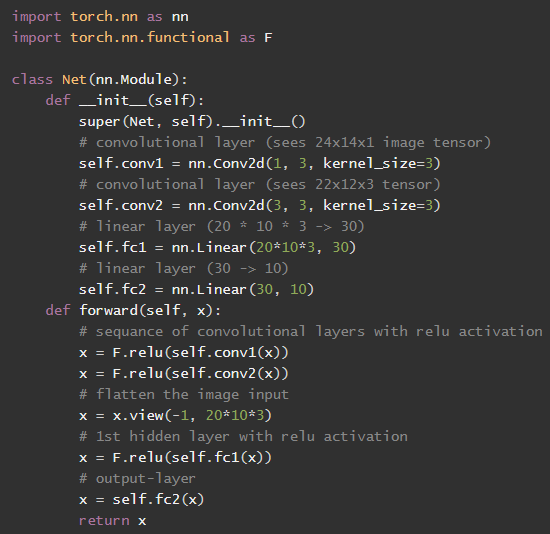 import torch.nn as nn
import torch.nn.functional as F

class Net(nn.Module):
    def __init__(self):
        super(Net, self).__init__()
        # convolutional layer (sees 24x14x1 image tensor)
        self.conv1 = nn.Conv2d(1, 3, kernel_size=3)
        # convolutional layer (sees 22x12x3 tensor)
        self.conv2 = nn.Conv2d(3, 3, kernel_size=3)
        # linear layer (20 * 10 * 3 -> 30)
        self.fc1 = nn.Linear(20*10*3, 30)
        # linear layer (30 -> 10)
        self.fc2 = nn.Linear(30, 10)
    def forward(self, x):
        # sequance of convolutional layers with relu activation
        x = F.relu(self.conv1(x))
        x = F.relu(self.conv2(x))
        # flatten the image input
        x = x.view(-1, 20*10*3)
        # 1st hidden layer with relu activation
        x = F.relu(self.fc1(x))
        # output-layer
        x = self.fc2(x)
        return x